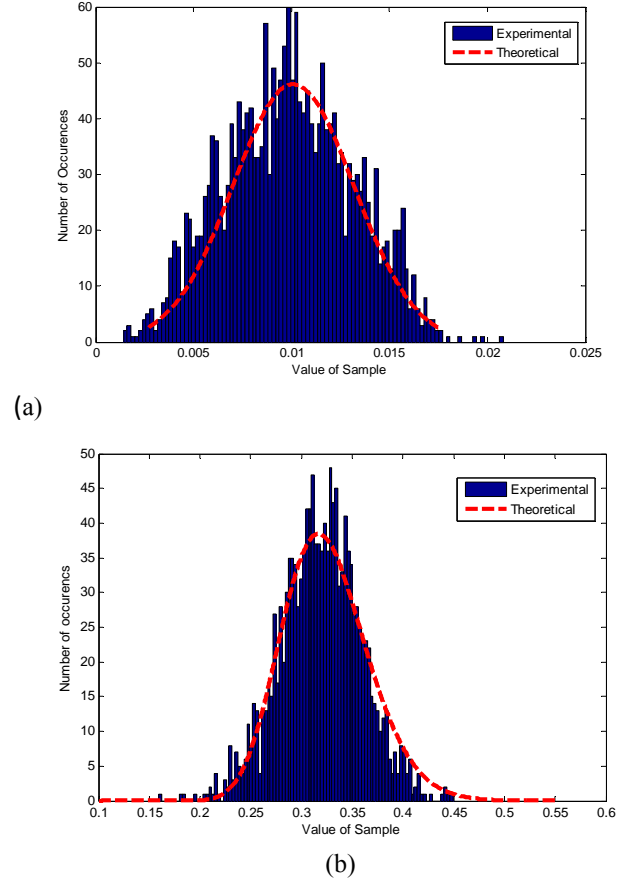 60
50
40
30
20
10
0
Number of Occurences
Experimental
Theoretical
0 0.005 0.01 0.015 0.02 0.025
Value of Sample
(a)
50
45
40
35
30
25
20
15
10
5
0
Number of occurencs
Experimental
Theoretical
0.1 0.15 0.2 0.25 0.3 0.35 0.4 0.45 0.5 0.55 0.6
Value of Sample
(b)